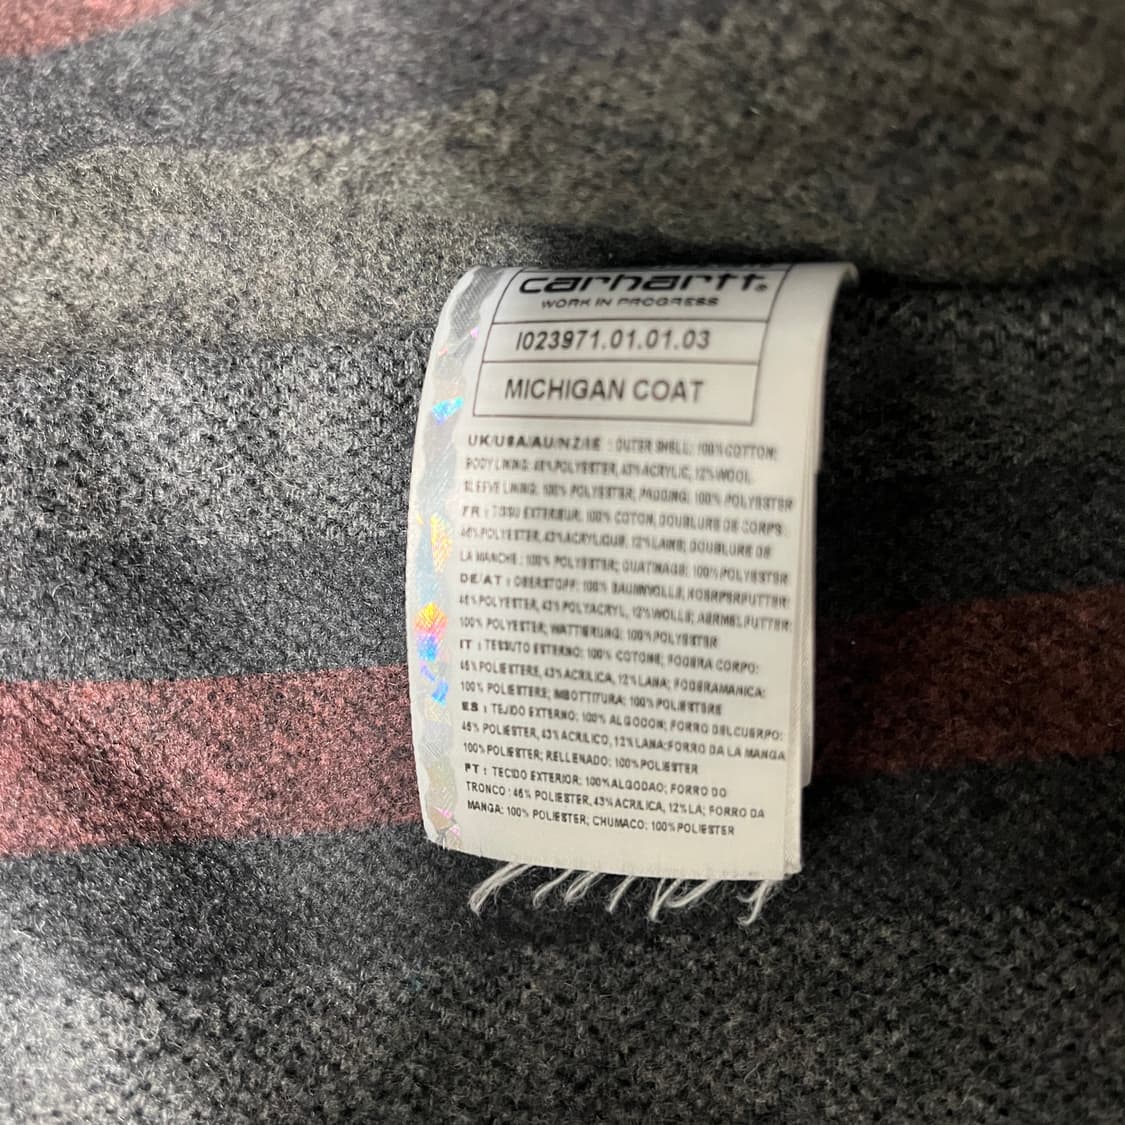 carhartt®
WORK IN PROGRESS
I023971.01.01.03
MICHIGAN COAT
UK/USA/AU/NZ/IE : OUTER SHELL: 100% COTTON;
BODY LINING: 45% POLYESTER, 43% ACRYLIC, 12% WOOL;
SLEEVE LINING: 100% POLYESTER; PADDING: 100% POLYESTER
FR : TISSU EXTERIEUR: 100% COTON; DOUBLURE DE CORPS:
45% POLYESTER, 43% ACRYLIQUE, 12% LAINE; DOUBLURE DE
LA MANCHE : 100% POLYESTER; OUATINAGE: 100% POLYESTER
DE/AT : OBERSTOFF: 100% BAUMWOLLE; KOERPERFUTTER:
45% POLYESTER, 43% POLYACRYL, 12% WOLLE; AERMELFUTTER:
100% POLYESTER; WATTIERUNG: 100% POLYESTER
IT : TESSUTO ESTERNO: 100% COTONE; FODERA CORPO:
45% POLIESTERE, 43% ACRILICA, 12% LANA; FODERA MANICA:
100% POLIESTERE; IMBOTTITURA: 100% POLIESTERE
ES : TEJIDO EXTERNO: 100% ALGODON; FORRO DEL CUERPO:
45% POLIESTER, 43% ACRILICO, 12% LANA; FORRO DA LA MANGA
100% POLIESTER; RELLENADO: 100% POLIESTER
PT : TECIDO EXTERIOR: 100% ALGODAO; FORRO DO
TRONCO : 45% POLIESTER, 43% ACRILICA, 12% LA; FORRO DA
MANGA: 100% POLIESTER; CHUMACO: 100% POLIESTER